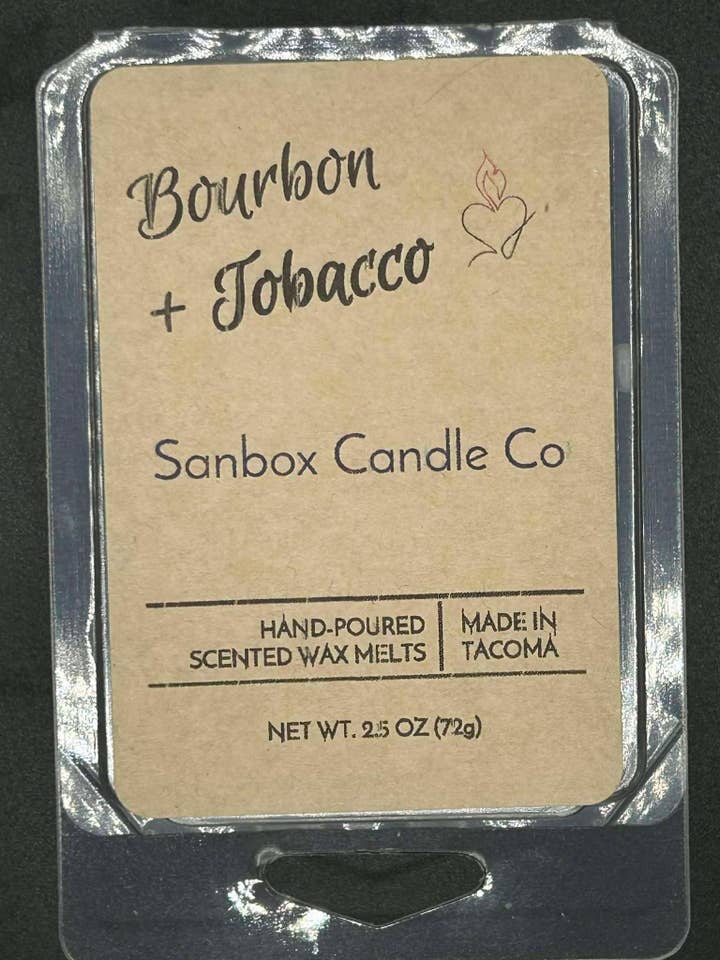 Bourbon
+ Tobacco
Sanbox Candle Co
HAND-POURED
SCENTED WAX MELTS
MADE IN
TACOMA
NET WT. 2.5 OZ (72g)